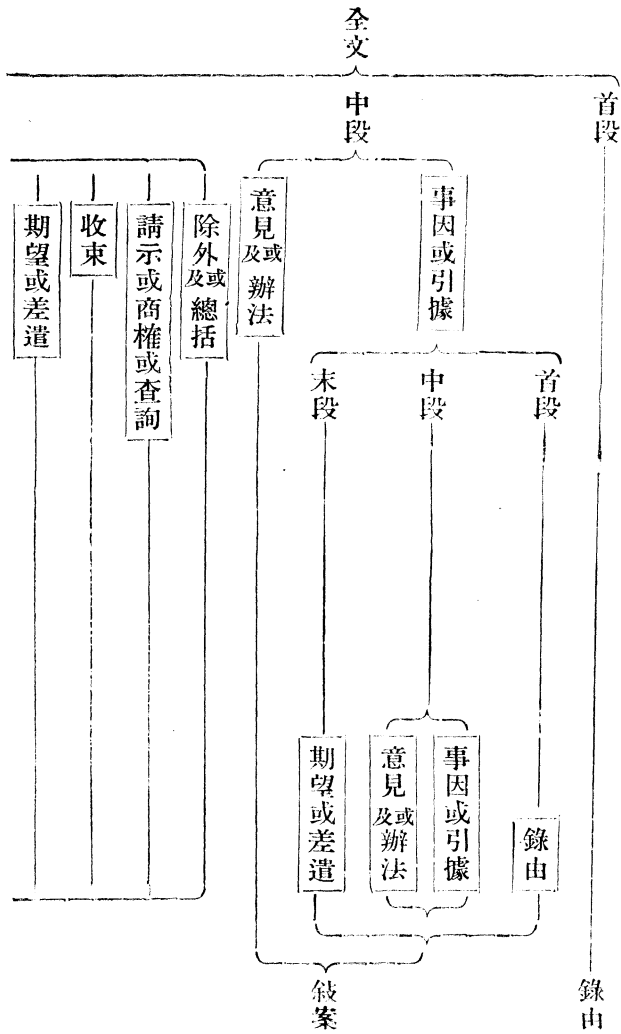 全文
首段
中段
事因或引據
意見及或辦法
除外及或總括
請示或商榷或查詢
收束
期望或差遣
首段
中段
末段
錄由
事因或引據
意見及或辦法
期望或差遣
錄由
敍案